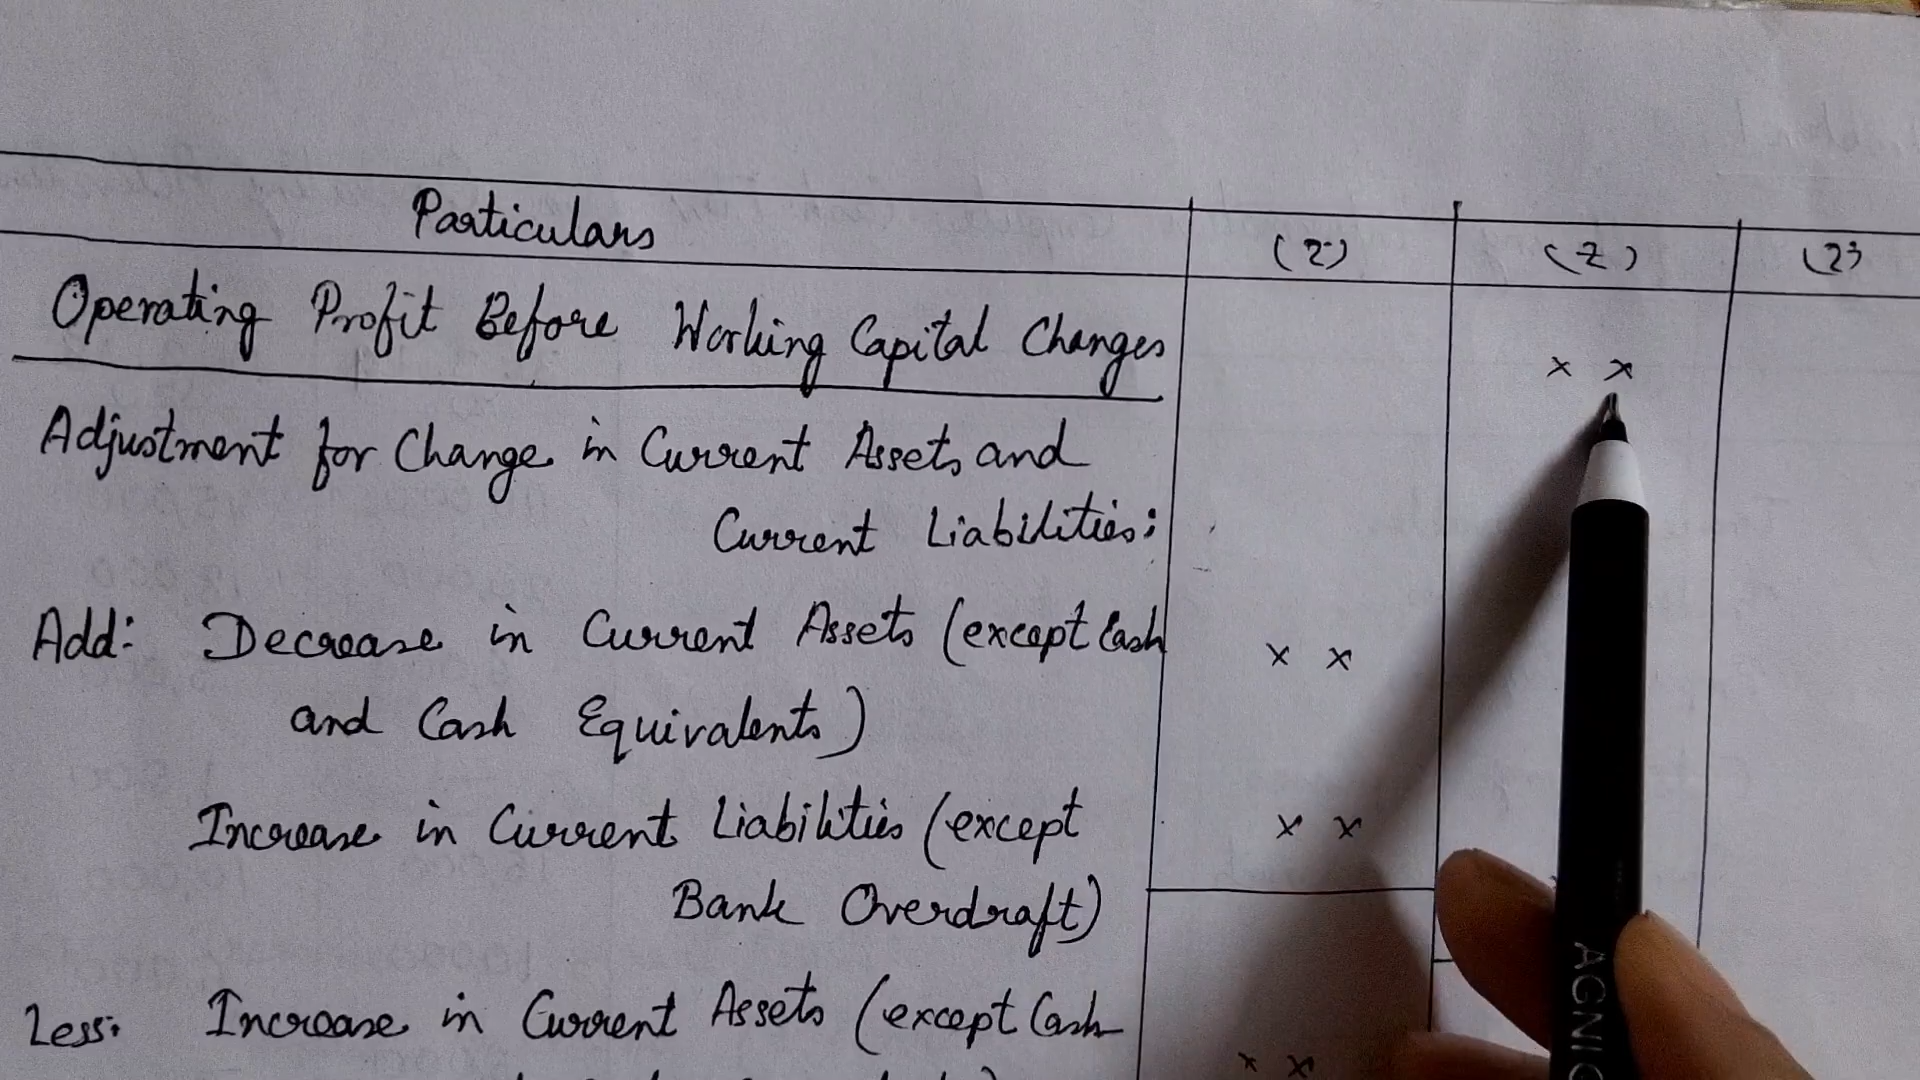 Particulars (₹) (₹) (₹)
Operating Profit Before Working Capital Changes x x
Adjustment for Change in Current Assets and
Current Liabilities:
Add: Decrease in Current Assets (except Cash x x
and Cash Equivalents)
Increase in Current Liabilities (except x x
Bank Overdraft)
Less: Increase in Current Assets (except Cash
x x
AGNI